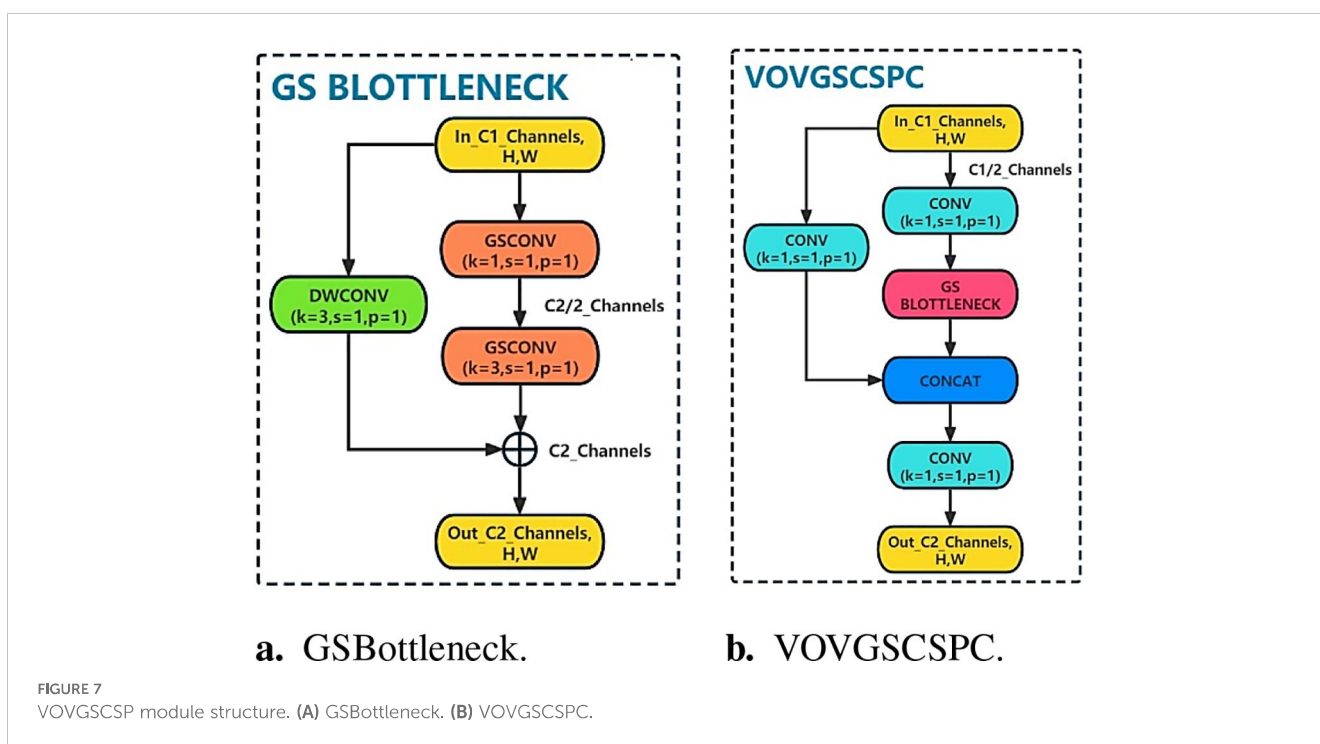 GS BLOTTLENECK
In_C1_Channels,
H,W
GSCONV
(k=1,s=1,p=1)
DWCONV
(k=3,s=1,p=1)
C2/2_Channels
GSCONV
(k=3,s=1,p=1)
C2_Channels
Out_C2_Channels,
H,W
a. GSBottleneck.
VOVGSCSPC
In_C1_Channels,
H,W
C1/2_Channels
CONV
(k=1,s=1,p=1)
CONV
(k=1,s=1,p=1)
GS
BLOTTLENECK
CONCAT
CONV
(k=1,s=1,p=1)
Out_C2_Channels,
H,W
b. VOVGSCSPC.
FIGURE 7
VOVGSCSP module structure. (A) GSBottleneck. (B) VOVGSCSPC.